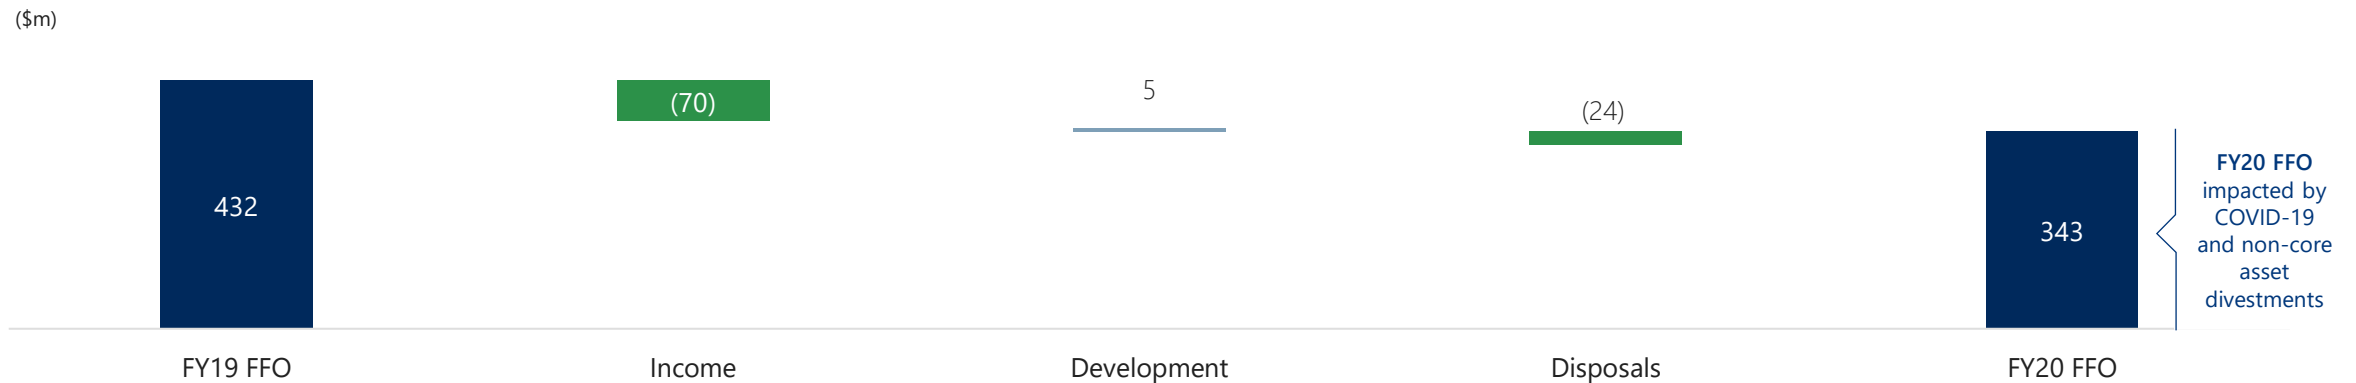 ($m)
432
(70)
5
(24)
343
FY20 FFO
impacted by
COVID-19
and non-core
asset
divestments
FY19 FFO
Income
Development
Disposals
FY20 FFO